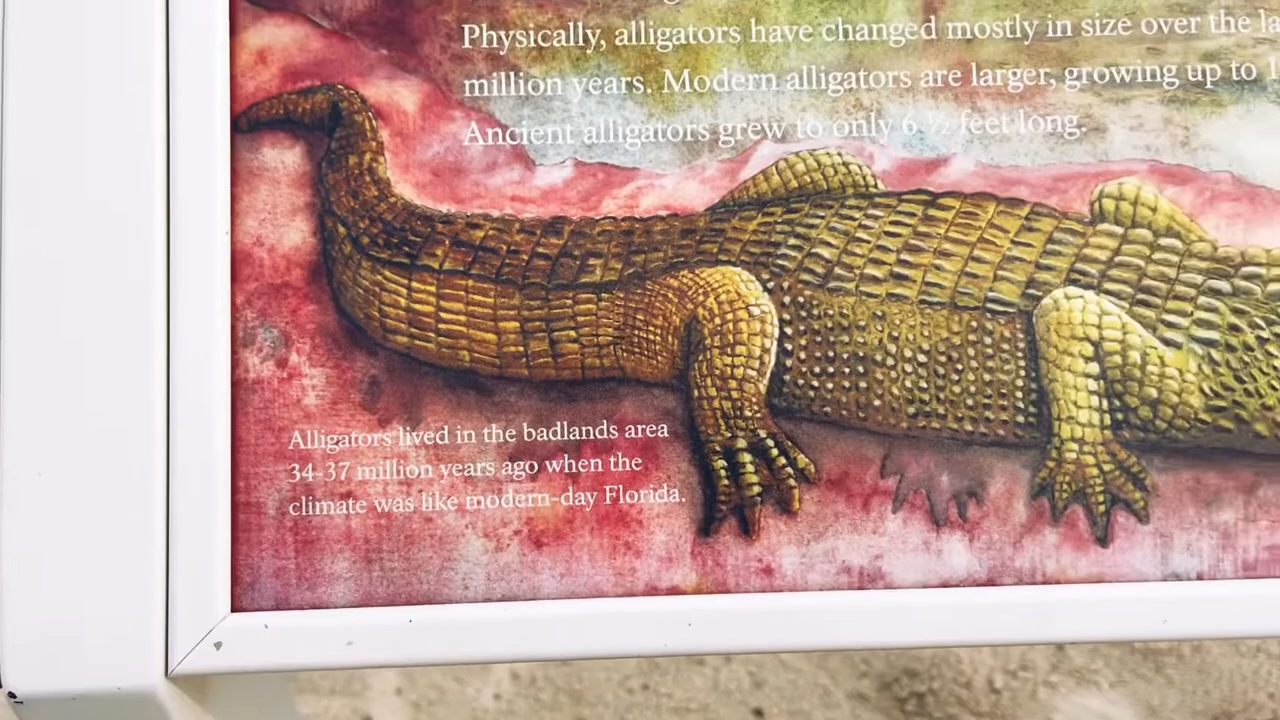 Physically, alligators have changed mostly in size over the
million years. Modern alligators are larger, growing up to
Ancient alligators grew to only 6 ½ feet long.
Alligators lived in the badlands area
34-37 million years ago when the
climate was like modern-day Florida.